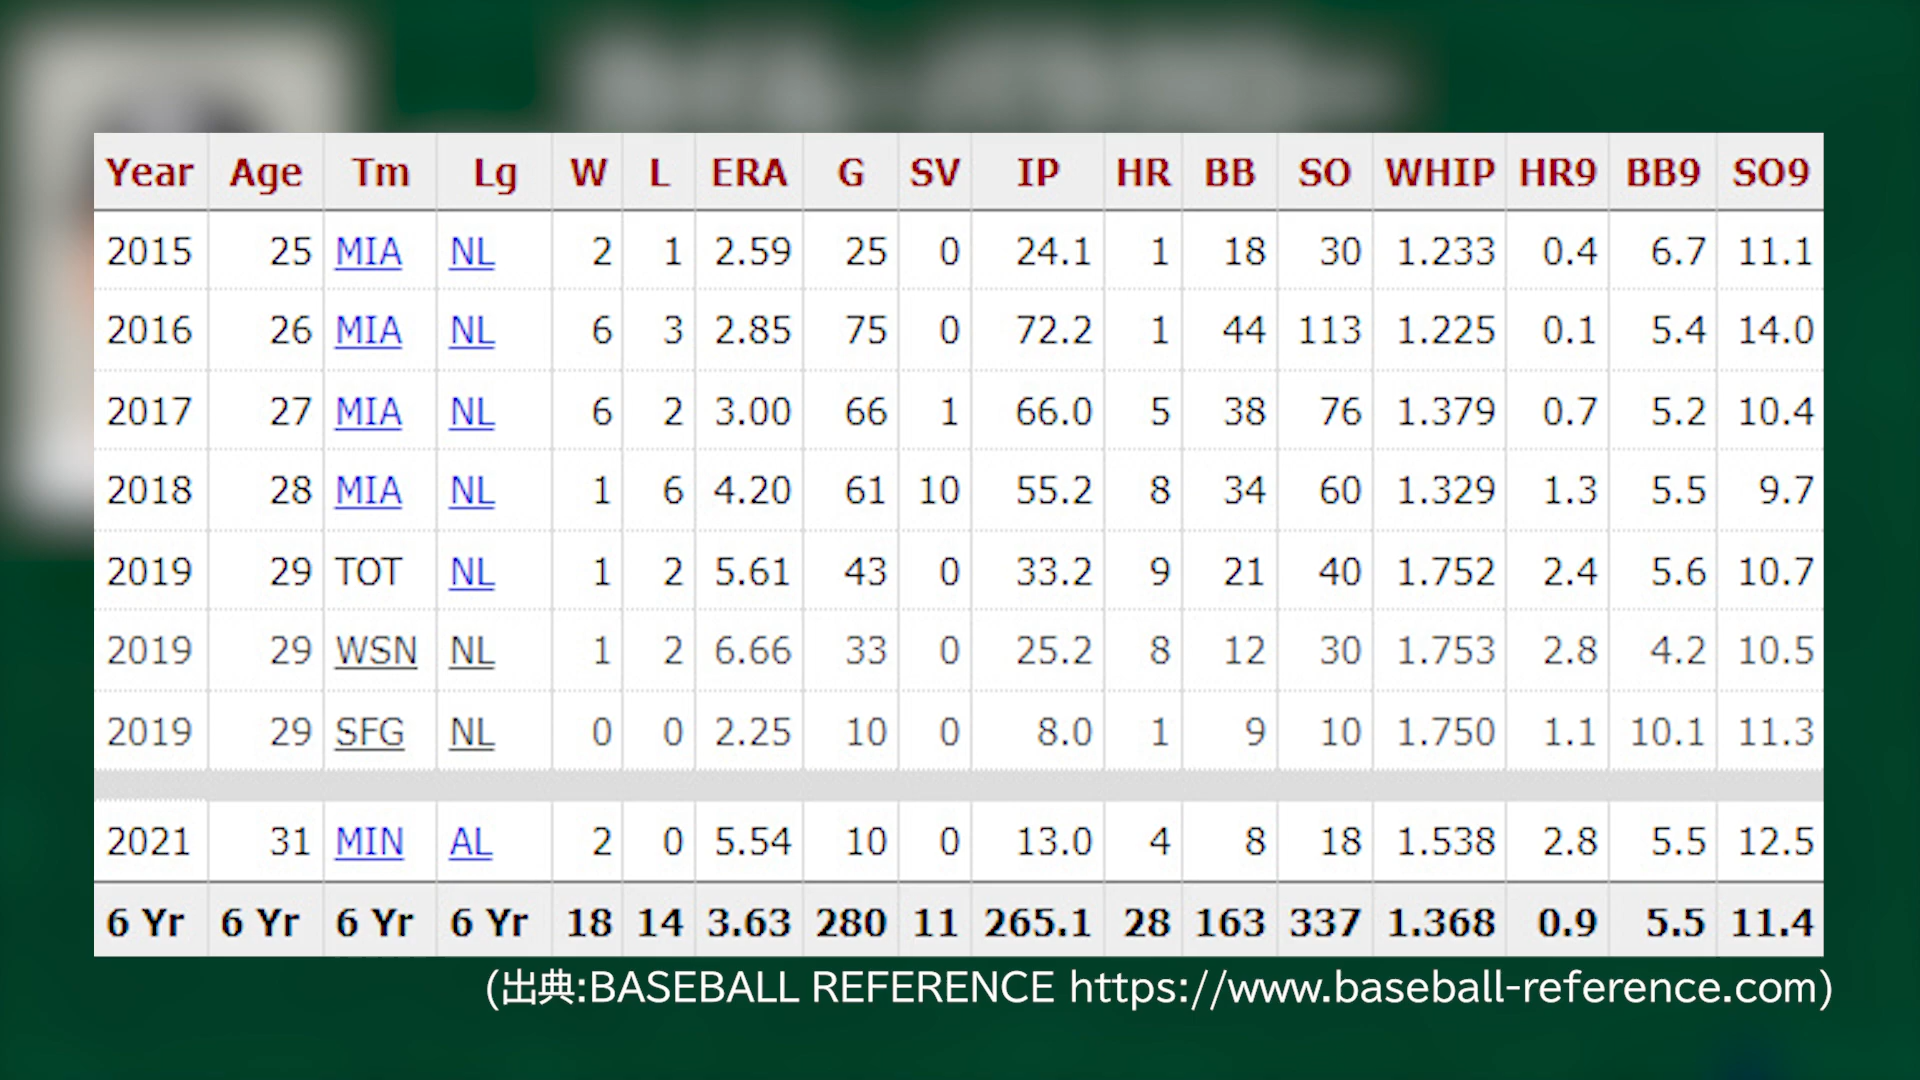 Year Age Tm Lg W L ERA G SV IP HR BB SO WHIP HR9 BB9 SO9
2015 25 MIA NL 2 1 2.59 25 0 24.1 1 18 30 1.233 0.4 6.7 11.1
2016 26 MIA NL 6 3 2.85 75 0 72.2 1 44 113 1.225 0.1 5.4 14.0
2017 27 MIA NL 6 2 3.00 66 1 66.0 5 38 76 1.379 0.7 5.2 10.4
2018 28 MIA NL 1 6 4.20 61 10 55.2 8 34 60 1.329 1.3 5.5 9.7
2019 29 TOT NL 1 2 5.61 43 0 33.2 9 21 40 1.752 2.4 5.6 10.7
2019 29 WSN NL 1 2 6.66 33 0 25.2 8 12 30 1.753 2.8 4.2 10.5
2019 29 SFG NL 0 0 2.25 10 0 8.0 1 9 10 1.750 1.1 10.1 11.3
2021 31 MIN AL 2 0 5.54 10 0 13.0 4 8 18 1.538 2.8 5.5 12.5
6 Yr 6 Yr 6 Yr 6 Yr 18 14 3.63 280 11 265.1 28 163 337 1.368 0.9 5.5 11.4
(出典:BASEBALL REFERENCE https://www.baseball-reference.com)